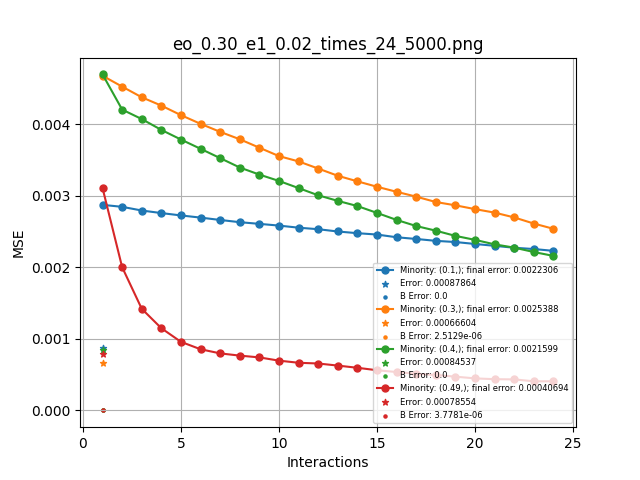 eo_0.30_e1_0.02_times_24_5000.png
MSE
0.004
0.003
0.002
0.001
0.000
Minority: (0.1,); final error: 0.0022306
Error: 0.00087864
B Error: 0.0
Minority: (0.3,); final error: 0.0025388
Error: 0.00066604
B Error: 2.5129e-06
Minority: (0.4,); final error: 0.0021599
Error: 0.00084537
B Error: 0.0
Minority: (0.49,); final error: 0.00040694
Error: 0.00078554
B Error: 3.7781e-06
0 5 10 15 20 25
Interactions